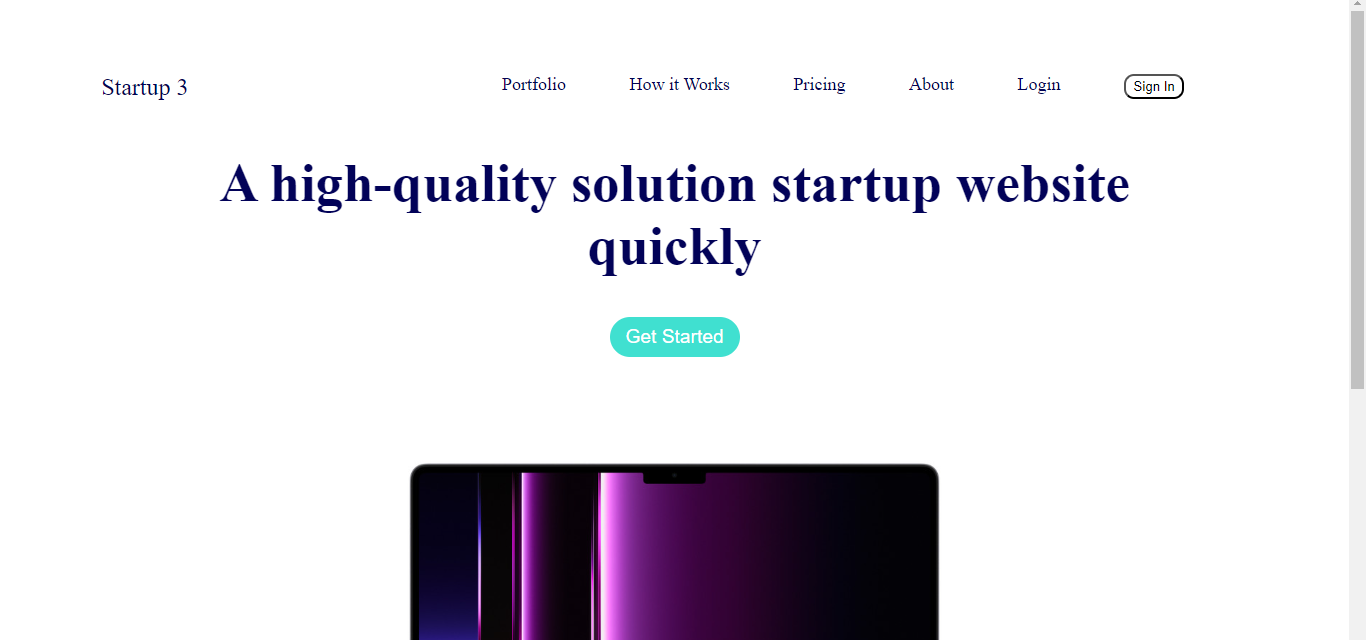 Startup 3
Portfolio
How it Works
Pricing
About
Login
Sign In
A high-quality solution startup website
quickly
Get Started